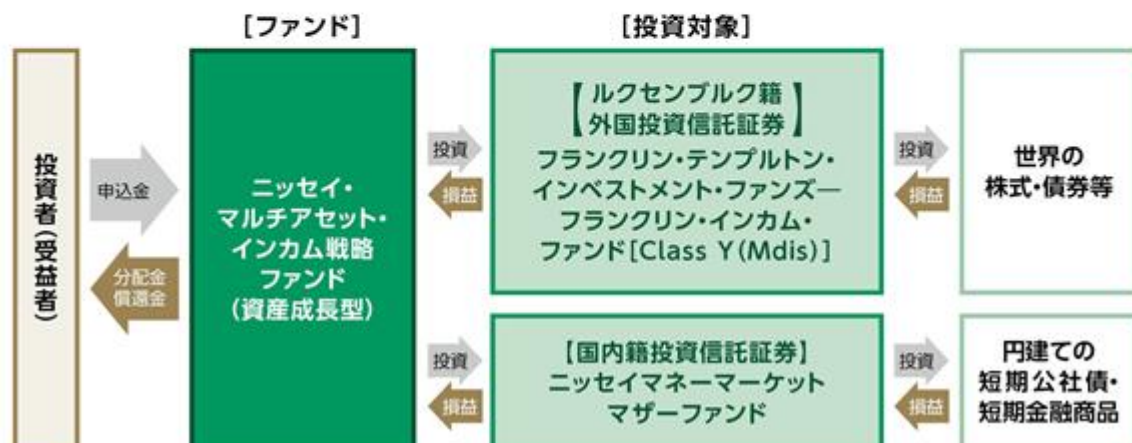 [ファンド]
[投資対象]
投資者(受益者)
申込金
分配金
償還金
ニッセイ・
マルチアセット・
インカム戦略
ファンド
(資産成長型)
投資
損益
【ルクセンブルク籍
外国投資信託証券】
フランクリン・テンプルトン・
インベストメント・ファンズ―
フランクリン・インカム・
ファンド[Class Y(Mdis)]
投資
損益
世界の
株式・債券等
投資
損益
【国内籍投資信託証券】
ニッセイマネーマーケット
マザーファンド
投資
損益
円建ての
短期公社債・
短期金融商品